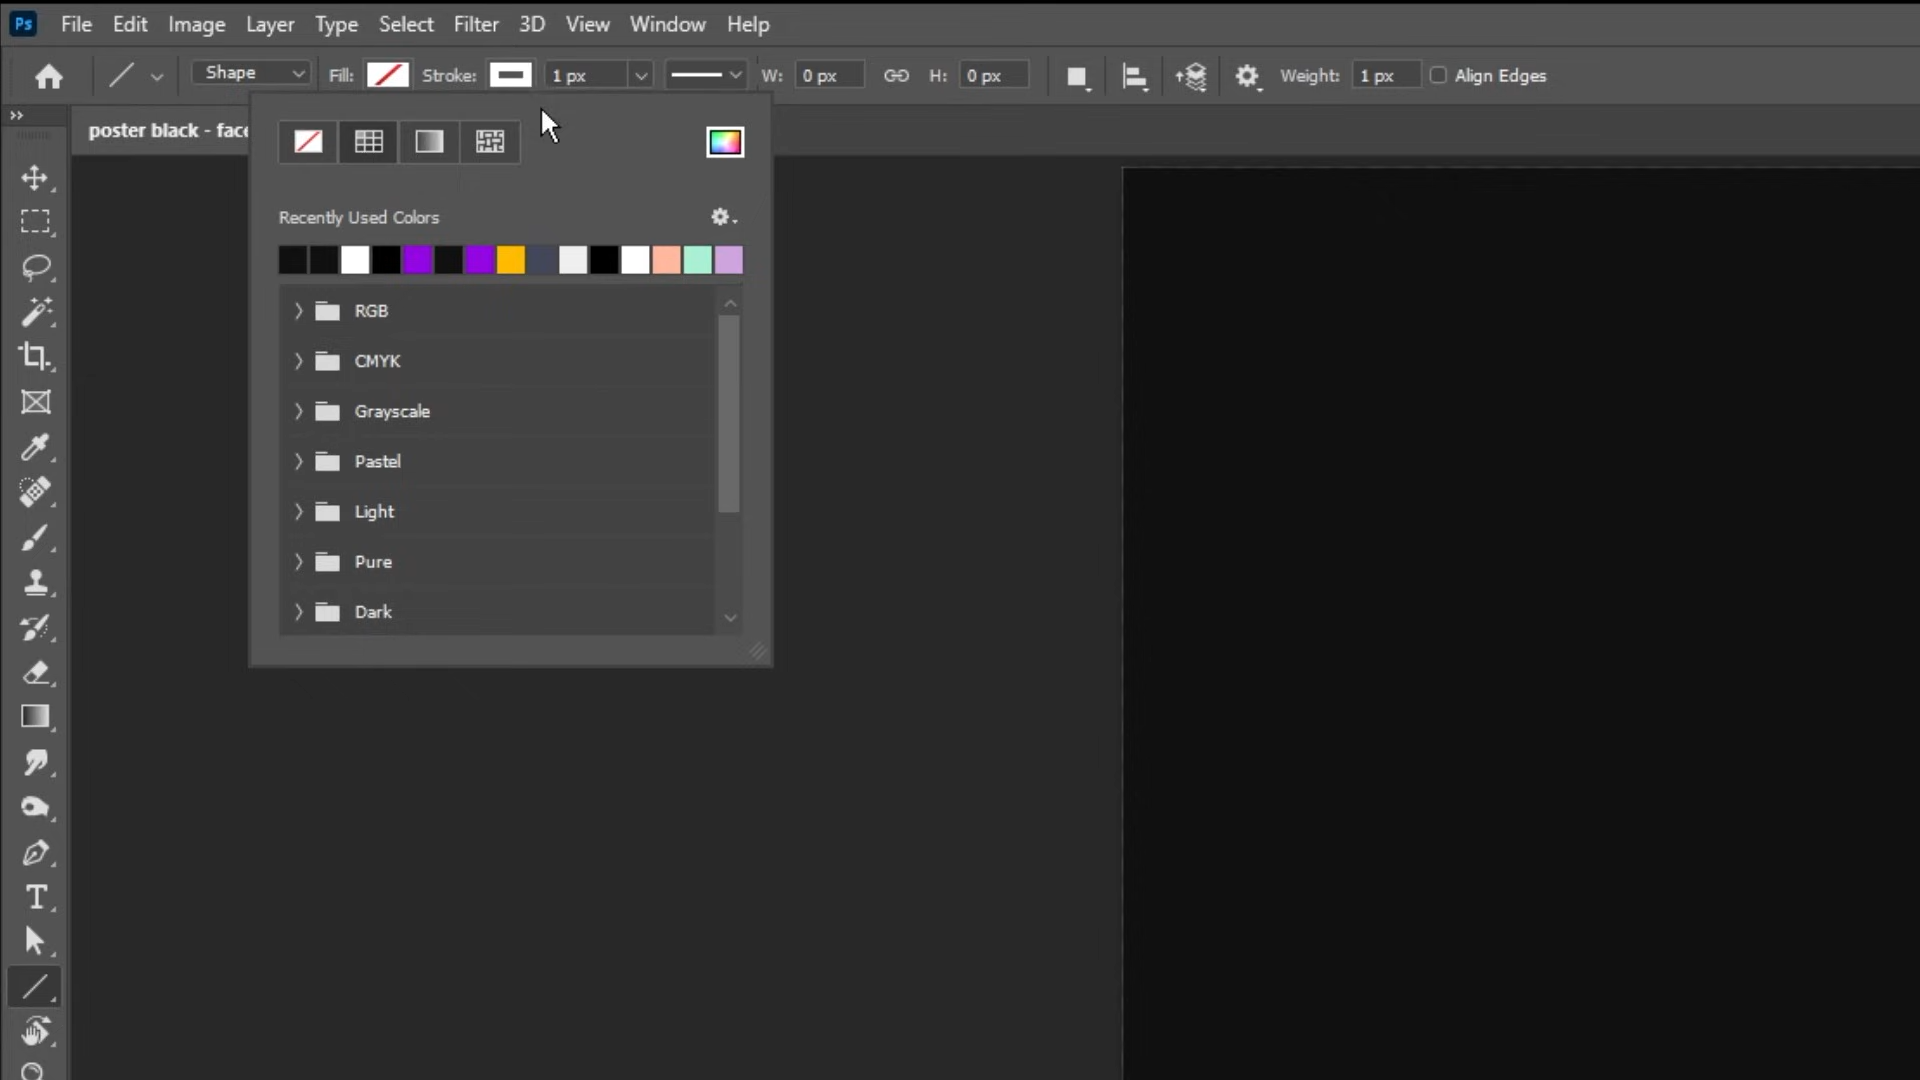 Ps File Edit Image Layer Type Select Filter 3D View Window Help
Shape Fill: Stroke: 1 px W: 0 px H: 0 px Weight: 1 px Align Edges
poster black - face
Recently Used Colors
RGB
CMYK
Grayscale
Pastel
Light
Pure
Dark